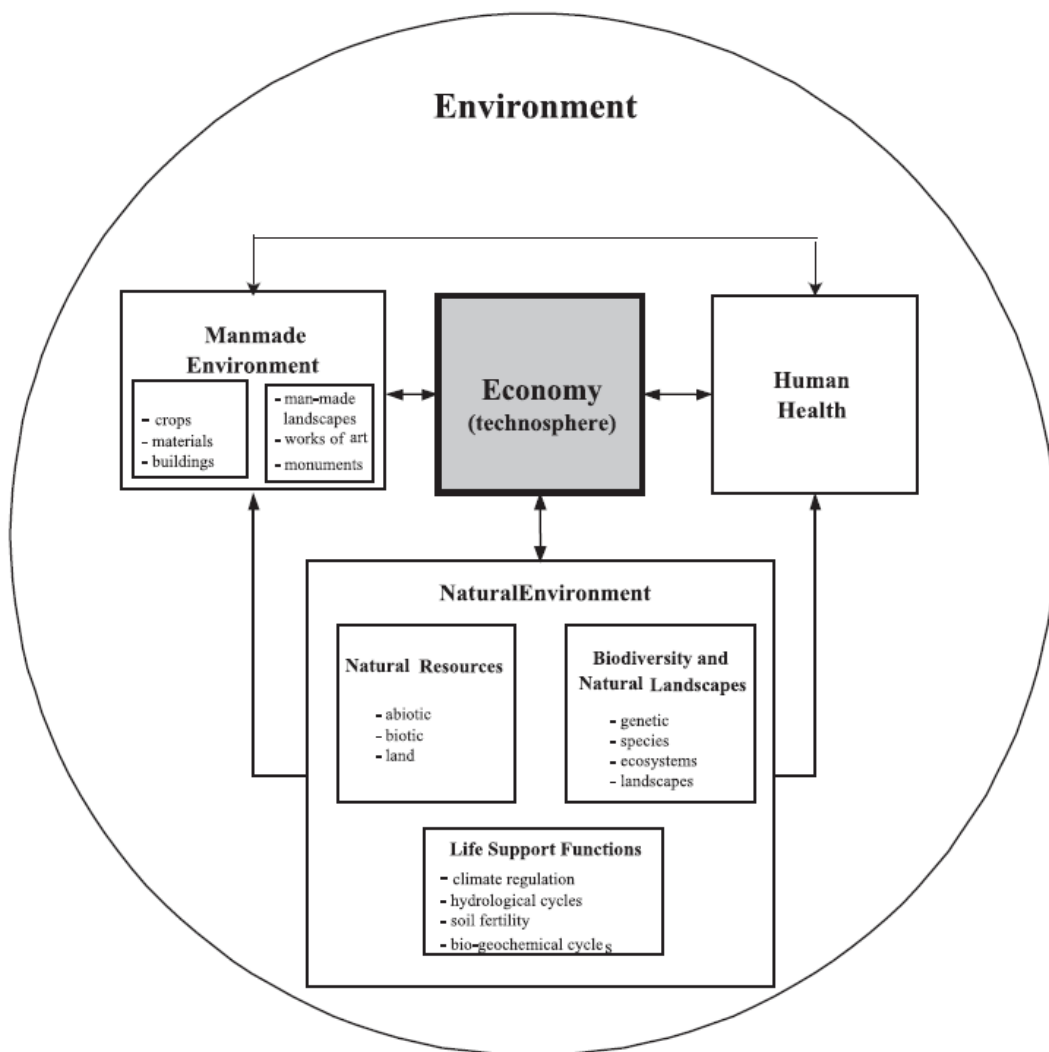 Environment
Manmade
Environment
- crops
- materials
- buildings
- man-made
landscapes
- works of art
- monuments
Economy
(technosphere)
Human
Health
NaturalEnvironment
Natural Resources
- abiotic
- biotic
- land
Biodiversity and
Natural Landscapes
- genetic
- species
- ecosystems
- landscapes
Life Support Functions
- climate regulation
- hydrological cycles
- soil fertility
- bio-geochemical cycles